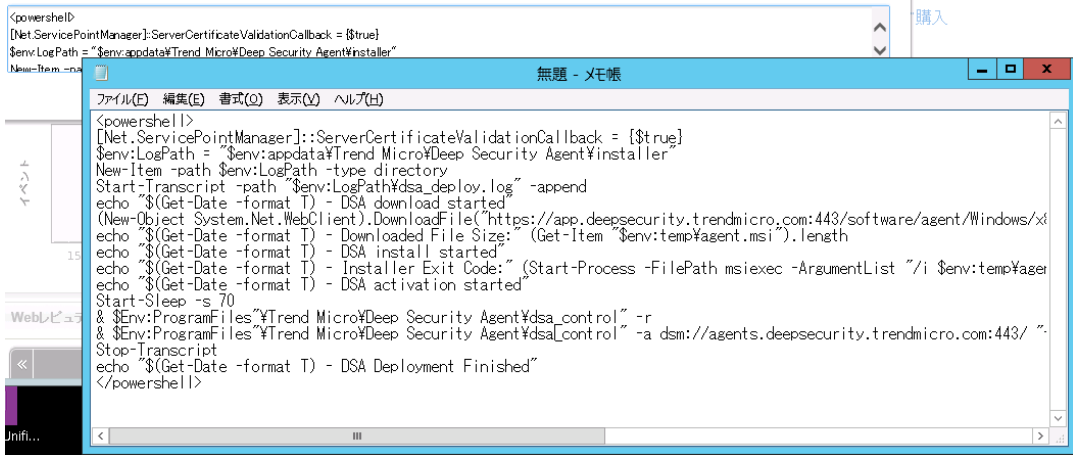 <powershell>
[Net.ServicePointManager]::ServerCertificateValidationCallback = {$true}
$env:LogPath = "$env:appdata¥Trend Micro¥Deep Security Agent¥installer"
New-Item -pa
購入
無題 - メモ帳
ファイル(F) 編集(E) 書式(O) 表示(V) ヘルプ(H)
<powershell>
[Net.ServicePointManager]::ServerCertificateValidationCallback = {$true}
$env:LogPath = "$env:appdata¥Trend Micro¥Deep Security Agent¥installer"
New-Item -path $env:LogPath -type directory
Start-Transcript -path "$env:LogPath¥dsa_deploy.log" -append
echo "$(Get-Date -format T) - DSA download started"
(New-Object System.Net.WebClient).DownloadFile("https://app.deepsecurity.trendmicro.com:443/software/agent/Windows/x8
echo "$(Get-Date -format T) - Downloaded File Size:" (Get-Item "$env:temp¥agent.msi").length
echo "$(Get-Date -format T) - DSA install started"
echo "$(Get-Date -format T) - Installer Exit Code:" (Start-Process -FilePath msiexec -ArgumentList "/i $env:temp¥agen
echo "$(Get-Date -format T) - DSA activation started"
Start-Sleep -s 70
& $Env:ProgramFiles"¥Trend Micro¥Deep Security Agent¥dsa_control" -r
& $Env:ProgramFiles"¥Trend Micro¥Deep Security Agent¥dsa_control" -a dsm://agents.deepsecurity.trendmicro.com:443/ "
Stop-Transcript
echo "$(Get-Date -format T) - DSA Deployment Finished"
</powershell>
イベント
15
Webレピュテ
Unifi...